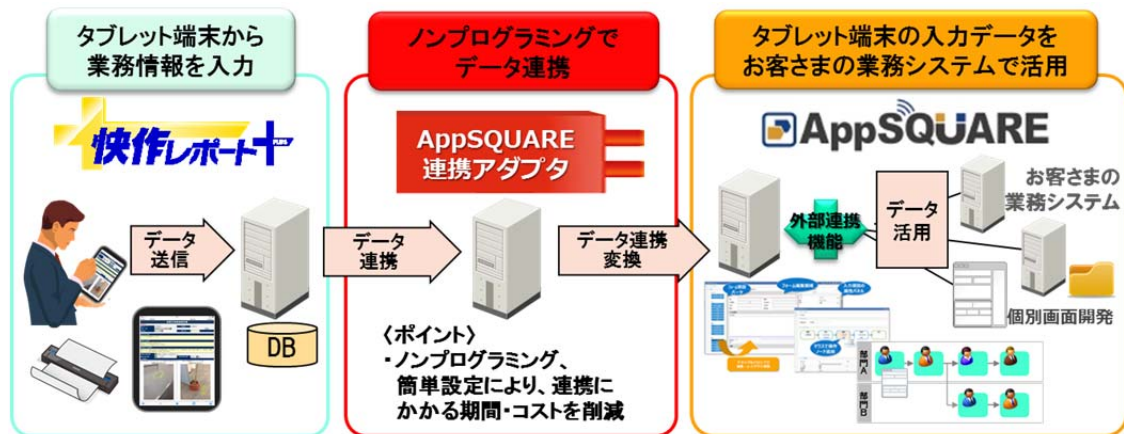 タブレット端末から
業務情報を入力
快作レポート+
PLUS
データ
送信
DB
ノンプログラミングで
データ連携
AppSQUARE
連携アダプタ
データ
連携
データ連携
変換
〈ポイント〉
・ノンプログラミング、
簡単設定により、連携に
かかる期間・コストを削減
タブレット端末の入力データを
お客さまの業務システムで活用
AppSQUARE
外部連携
機能
データ
活用
お客さまの
業務システム
個別画面開発
部門A
部門B